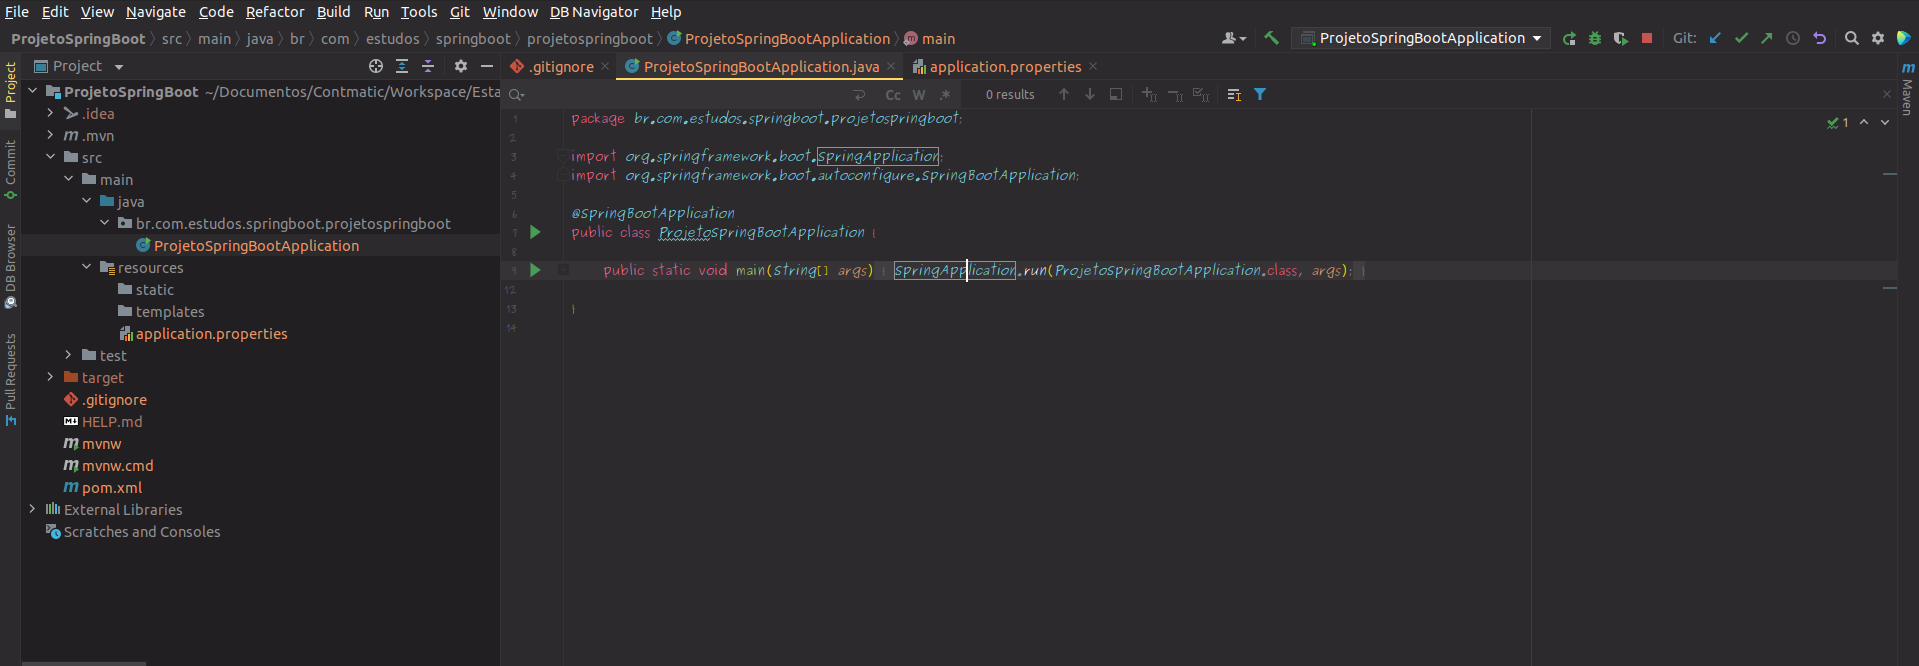 File Edit View Navigate Code Refactor Build Run Tools Git Window DB Navigator Help
ProjetoSpringBoot src main java br com estudos springboot projetospringboot ProjetoSpringBootApplication main
ProjetoSpringBootApplication Git:
Project
.gitignore ProjetoSpringBootApplication.java application.properties
Cc W .* 0 results
Project
Commit
DB Browser
Pull Requests
ProjetoSpringBoot ~/Documentos/Contmatic/Workspace/Esta
.idea
.mvn
src
main
java
br.com.estudos.springboot.projetospringboot
ProjetoSpringBootApplication
resources
static
templates
application.properties
test
target
.gitignore
HELP.md
mvnw
mvnw.cmd
pom.xml
External Libraries
Scratches and Consoles
1 package br.com.estudos.springboot.projetospringboot;
2
3 import org.springframework.boot.SpringApplication;
4 import org.springframework.boot.autoconfigure.SpringBootApplication;
5
6 @SpringBootApplication
7 public class ProjetoSpringBootApplication {
8
9 public static void main(String[] args) { SpringApplication.run(ProjetoSpringBootApplication.class, args); }
12
13 }
14
1
Maven